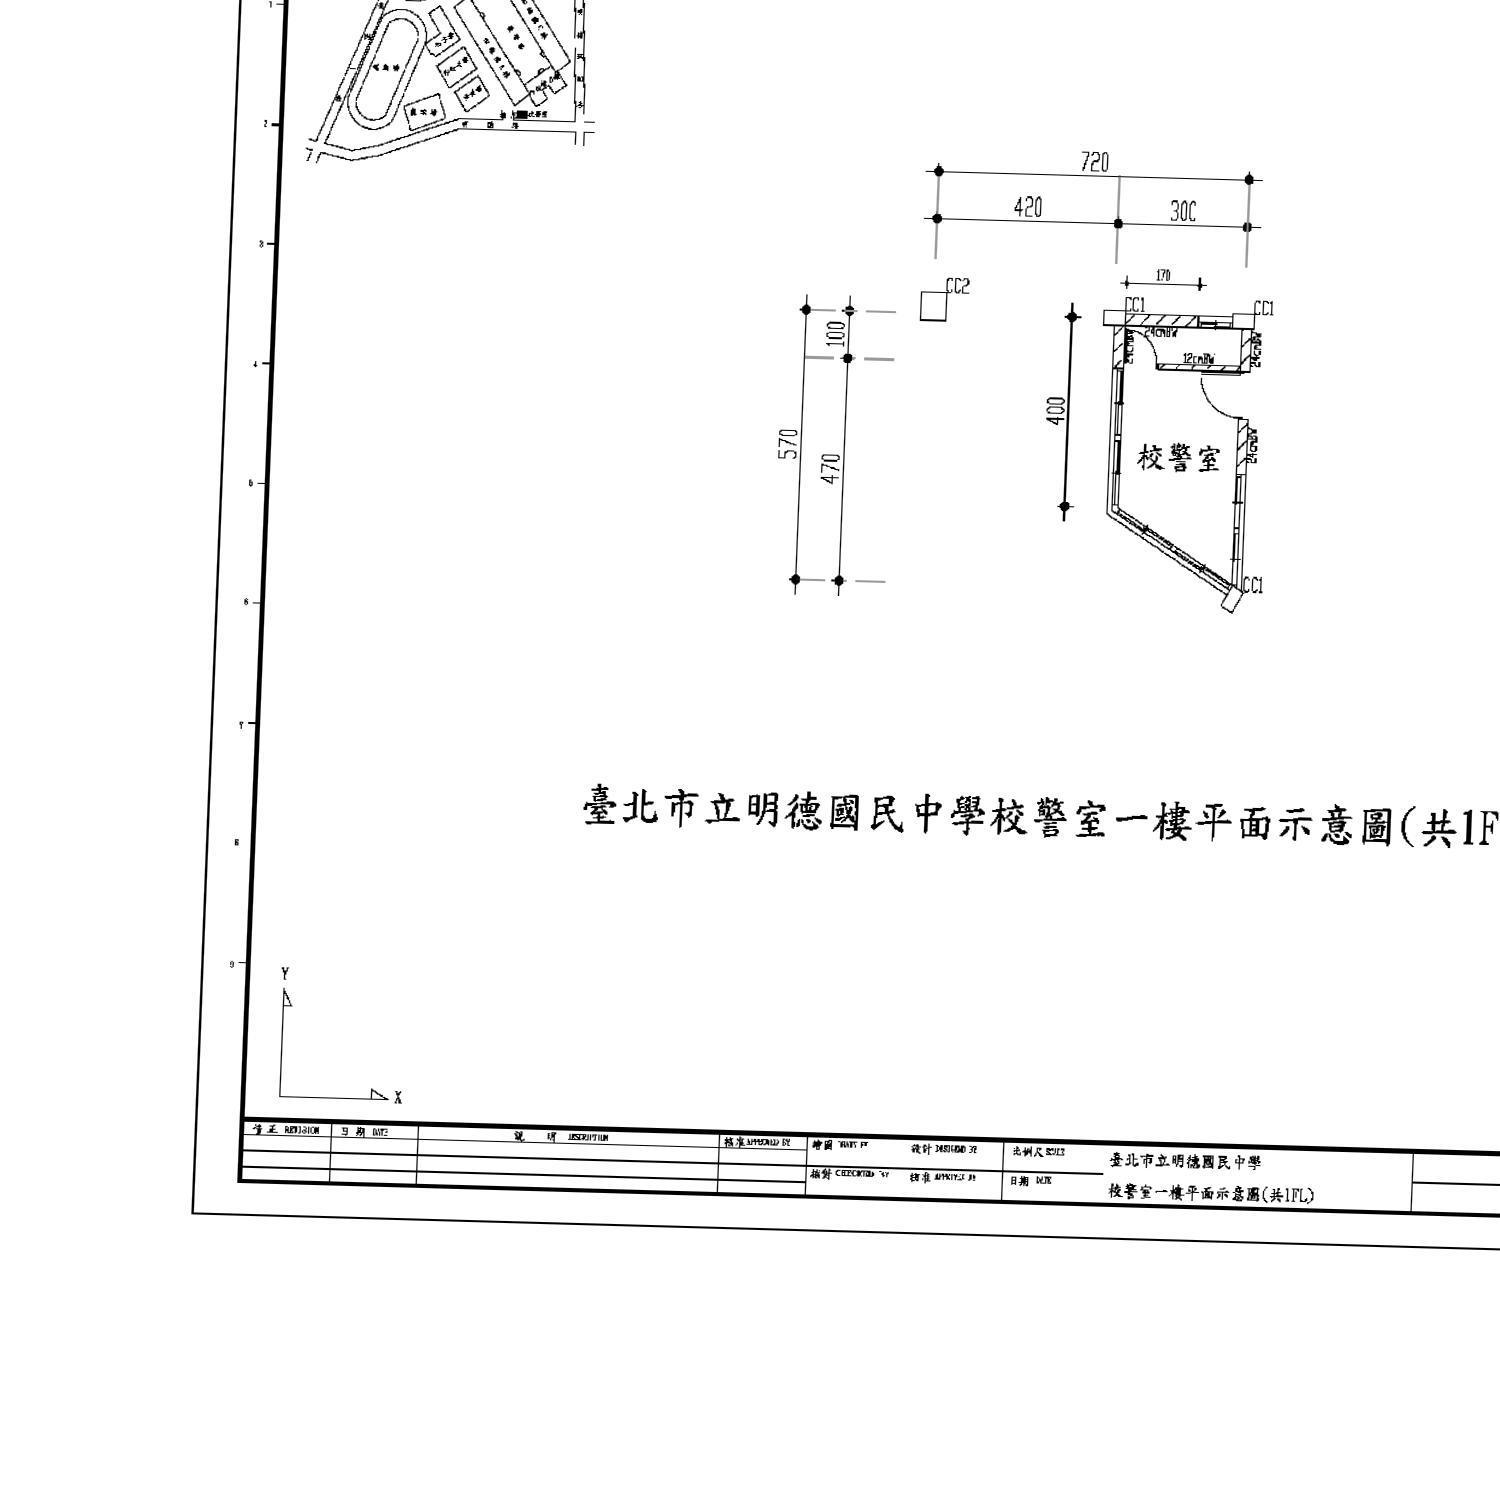 1
2
3
4
5
6
7
8
9
720
420
300
170
CC2
CC1
CC1
24cmBW
24cmBW
24cmBW
12cmBW
100
400
570
470
24cmBW
校警室
CC1
臺北市立明德國民中學校警室一樓平面示意圖(共1F
Y
X
修正 REVISION
日期 DATE
說明 DESCRIPTION
核准 APPROVED BY
繪圖 DRAWN BY
設計 DESIGNED BY
比例尺 SCALE
臺北市立明德國民中學
校對 CHECKED BY
核准 APPROVED BY
日期 DATE
校警室一樓平面示意圖(共1FL)